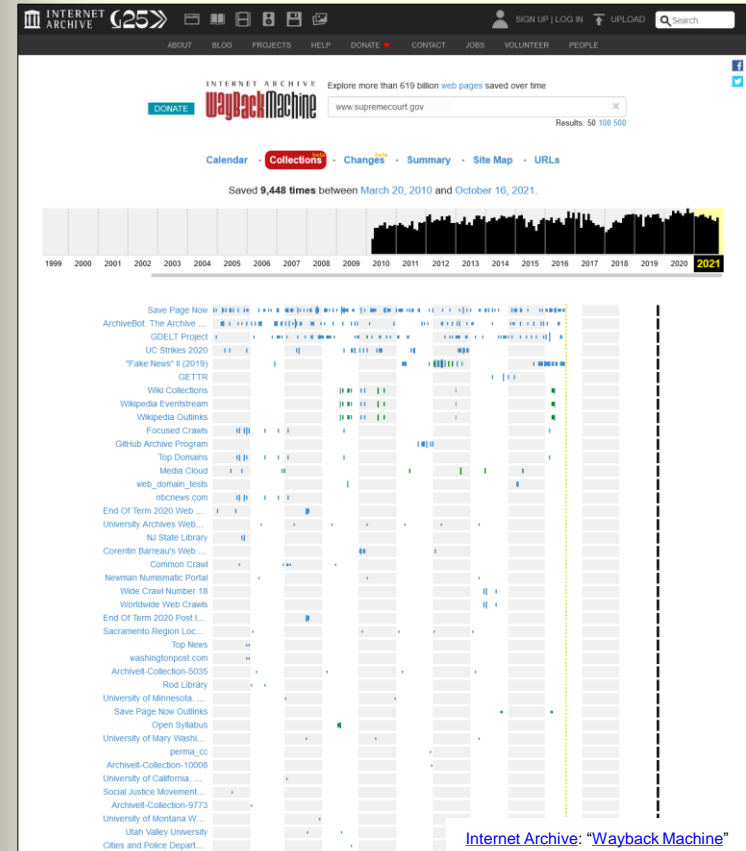 INTERNET ARCHIVE 25
SIGN UP | LOG IN UPLOAD Search
ABOUT BLOG PROJECTS HELP DONATE CONTACT JOBS VOLUNTEER PEOPLE
DONATE
INTERNET ARCHIVE
WayBackMachine
Explore more than 619 billion web pages saved over time
www.supremecourt.gov
Results: 50 100 500
Calendar · Collections beta · Changes beta · Summary · Site Map · URLs
Saved 9,448 times between March 20, 2010 and October 16, 2021.
1999 2000 2001 2002 2003 2004 2005 2006 2007 2008 2009 2010 2011 2012 2013 2014 2015 2016 2017 2018 2019 2020 2021
Save Page Now
ArchiveBot: The Archive ...
GDELT Project
UC Strikes 2020
"Fake News" II (2019)
GETTR
Wiki Collections
Wikipedia Eventstream
Wikipedia Outlinks
Focused Crawls
GitHub Archive Program
Top Domains
Media Cloud
web_domain_tests
nbcnews.com
End Of Term 2020 Web ...
University Archives Web...
NJ State Library
Corentin Barreau's Web ...
Common Crawl
Newman Numismatic Portal
Wide Crawl Number 18
Worldwide Web Crawls
End Of Term 2020 Post I...
Sacramento Region Loc...
Top News
washingtonpost.com
ArchiveIt-Collection-5035
Rod Library
University of Minnesota. ...
Save Page Now Outlinks
Open Syllabus
University of Mary Washi...
perma_cc
ArchiveIt-Collection-10008
University of California, ...
Social Justice Movement...
ArchiveIt-Collection-9773
University of Montana W...
Utah Valley University
Cities and Police Depart...
Internet Archive: “Wayback Machine”